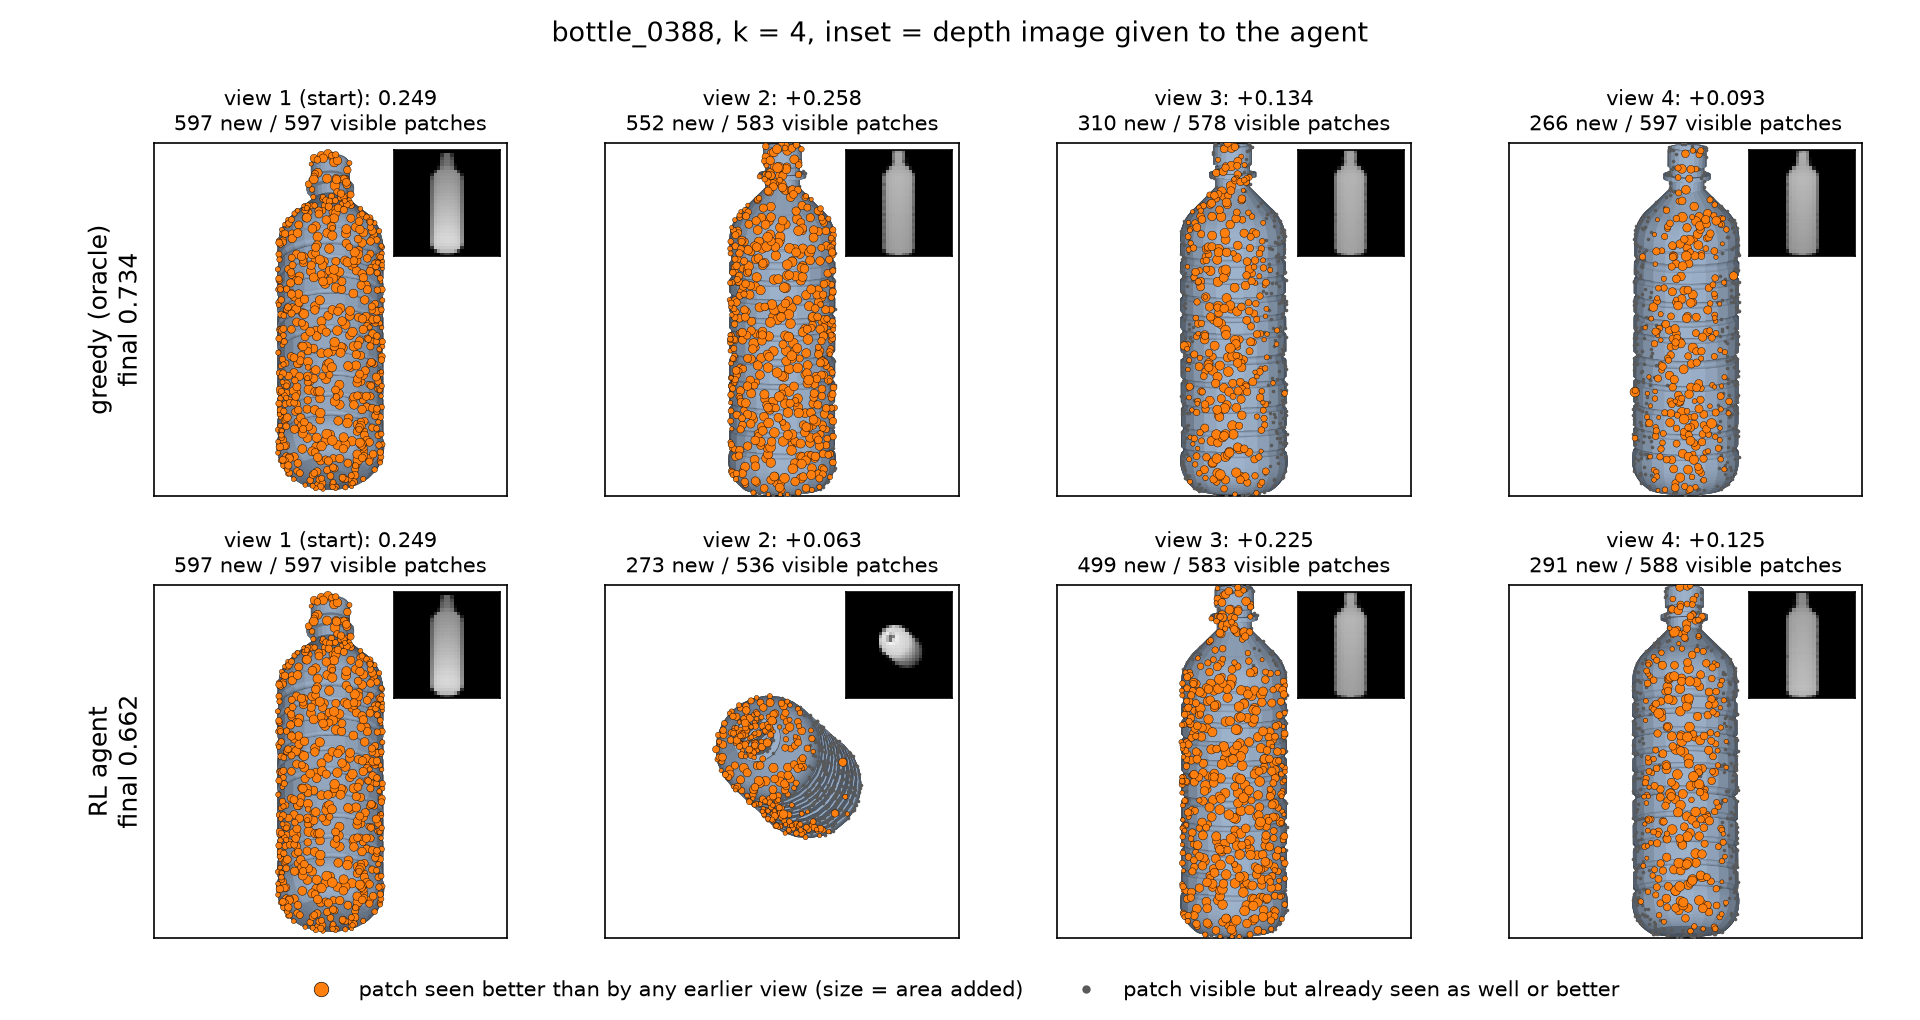 bottle_0388, k = 4, inset = depth image given to the agent
greedy (oracle)
final 0.734
view 1 (start): 0.249
597 new / 597 visible patches
view 2: +0.258
552 new / 583 visible patches
view 3: +0.134
310 new / 578 visible patches
view 4: +0.093
266 new / 597 visible patches
RL agent
final 0.662
view 1 (start): 0.249
597 new / 597 visible patches
view 2: +0.063
273 new / 536 visible patches
view 3: +0.225
499 new / 583 visible patches
view 4: +0.125
291 new / 588 visible patches
patch seen better than by any earlier view (size = area added)
patch visible but already seen as well or better